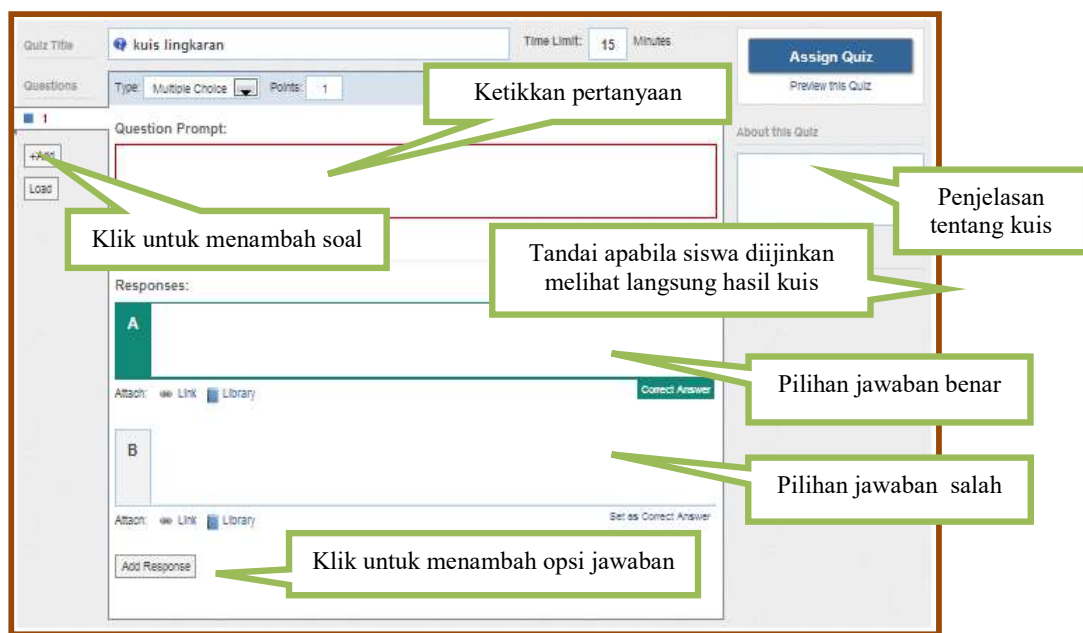 Quiz Title
kuis lingkaran
Time Limit: 15 Minutes
Assign Quiz
Preview this Quiz
Questions
Type: Multiple Choice Points: 1
Ketikkan pertanyaan
1
Question Prompt:
About this Quiz
+Add
Load
Penjelasan
tentang kuis
Klik untuk menambah soal
Tandai apabila siswa diijinkan
melihat langsung hasil kuis
Responses:
A
Pilihan jawaban benar
Attach: Link Library
Correct Answer
B
Pilihan jawaban salah
Attach: Link Library
Set as Correct Answer
Klik untuk menambah opsi jawaban
Add Response